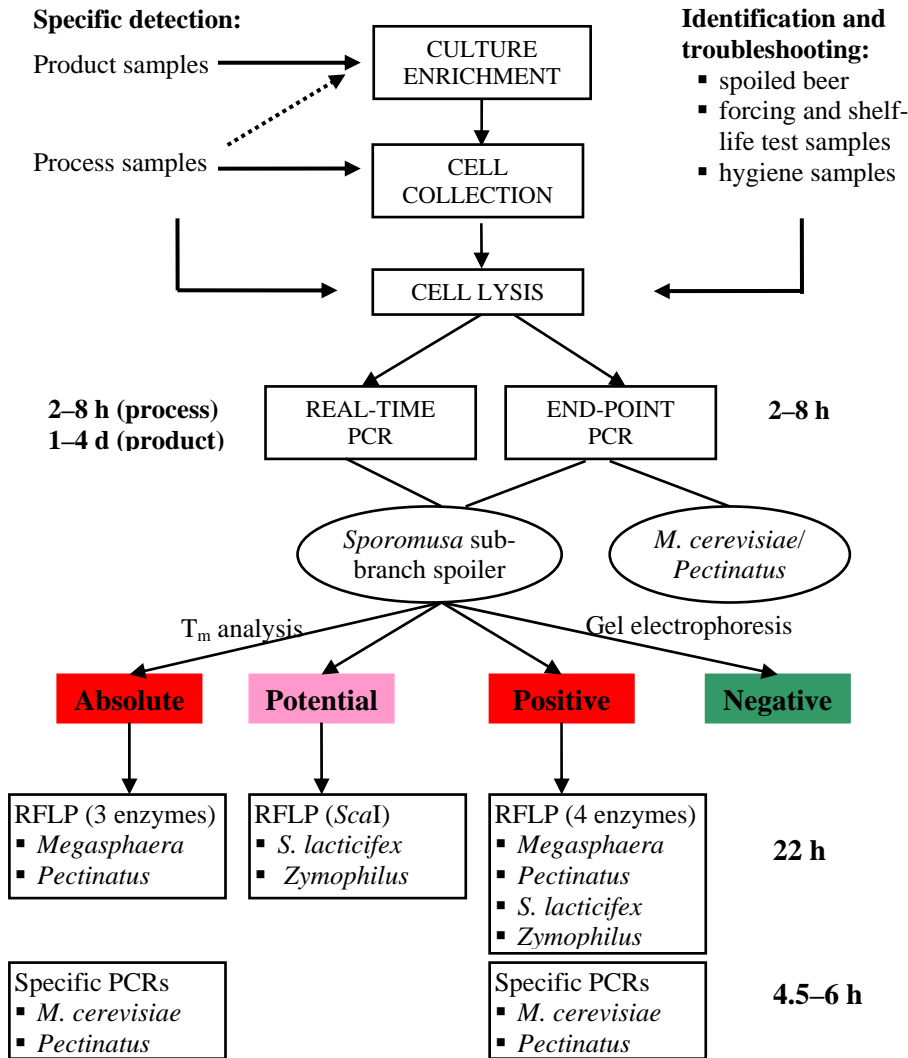 Specific detection:
Product samples
Process samples
CULTURE
ENRICHMENT
CELL
COLLECTION
Identification and
troubleshooting:
▪ spoiled beer
▪ forcing and shelf-
life test samples
▪ hygiene samples
CELL LYSIS
2–8 h (process)
1–4 d (product)
REAL-TIME
PCR
END-POINT
PCR
2–8 h
Sporomusa sub-
branch spoiler
M. cerevisiae/
Pectinatus
Tm analysis
Gel electrophoresis
Absolute
Potential
Positive
Negative
RFLP (3 enzymes)
▪ Megasphaera
▪ Pectinatus
RFLP (ScaI)
▪ S. lacticifex
▪ Zymophilus
RFLP (4 enzymes)
▪ Megasphaera
▪ Pectinatus
▪ S. lacticifex
▪ Zymophilus
22 h
Specific PCRs
▪ M. cerevisiae
▪ Pectinatus
Specific PCRs
▪ M. cerevisiae
▪ Pectinatus
4.5–6 h